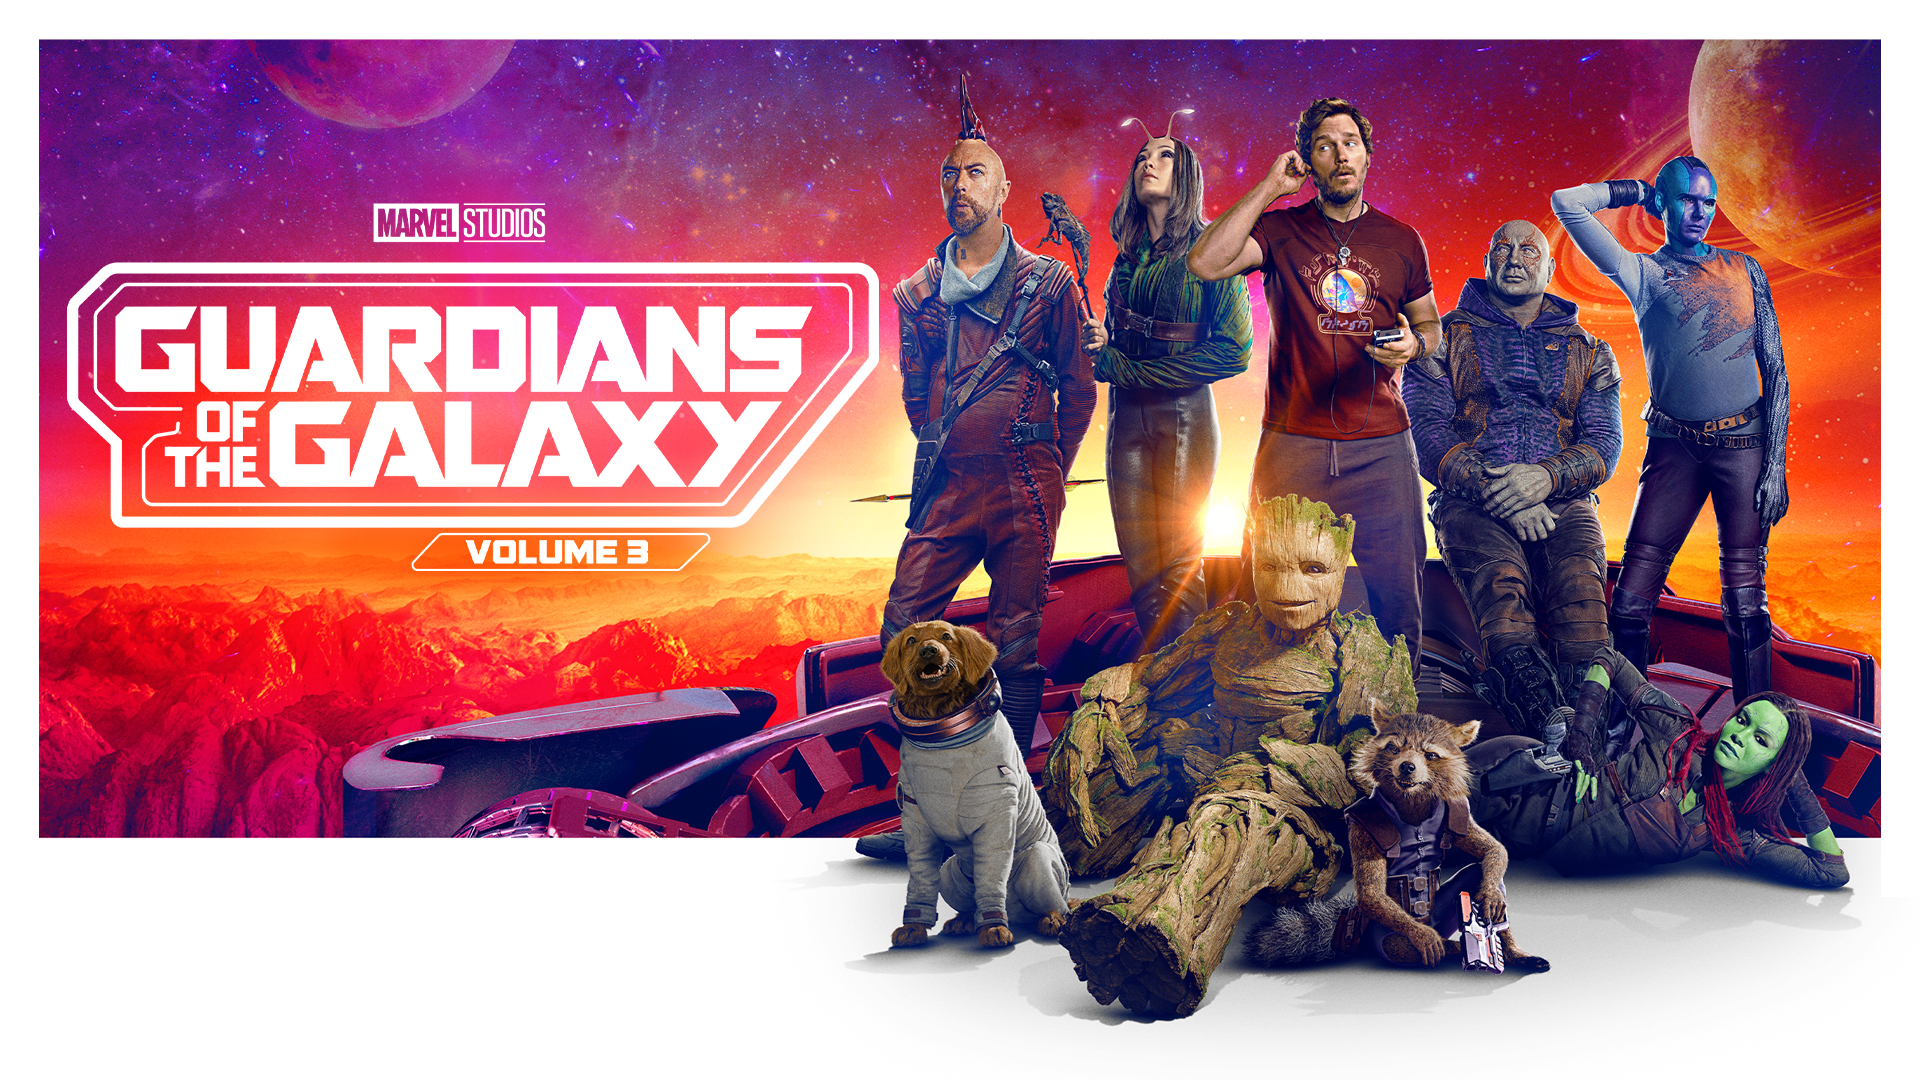 MARVEL STUDIOS
GUARDIANS
OF
THE GALAXY
VOLUME 3